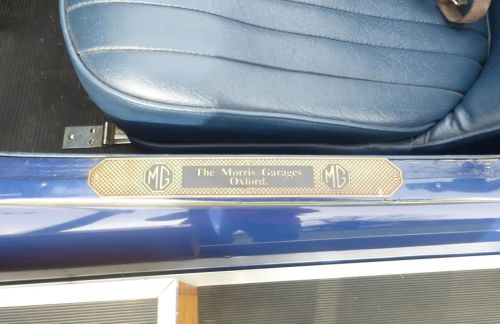 MG The Morris Garages MG
Oxford.